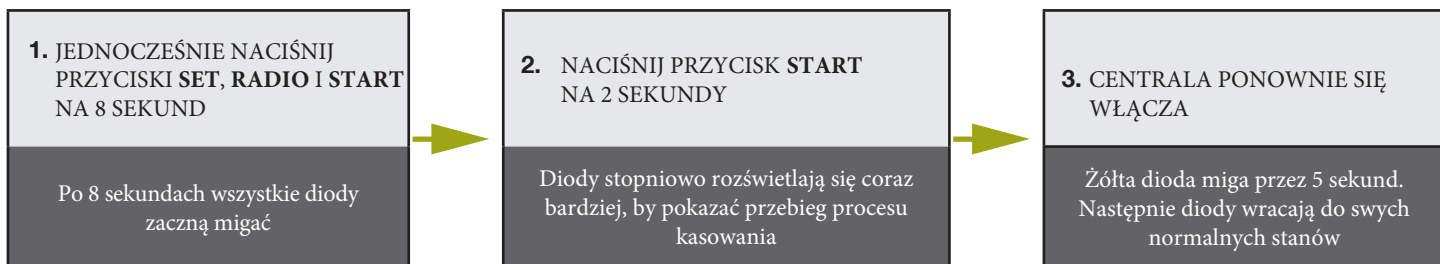 1. JEDNOCZEŚNIE NACIŚNIJ
PRZYCISKI SET, RADIO I START
NA 8 SEKUND
Po 8 sekundach wszystkie diody
zaczną migać
2. NACIŚNIJ PRZYCISK START
NA 2 SEKUNDY
Diody stopniowo rozświetlają się coraz
bardziej, by pokazać przebieg procesu
kasowania
3. CENTRALA PONOWNIE SIĘ
WŁĄCZA
Żółta dioda miga przez 5 sekund.
Następnie diody wracają do swych
normalnych stanów